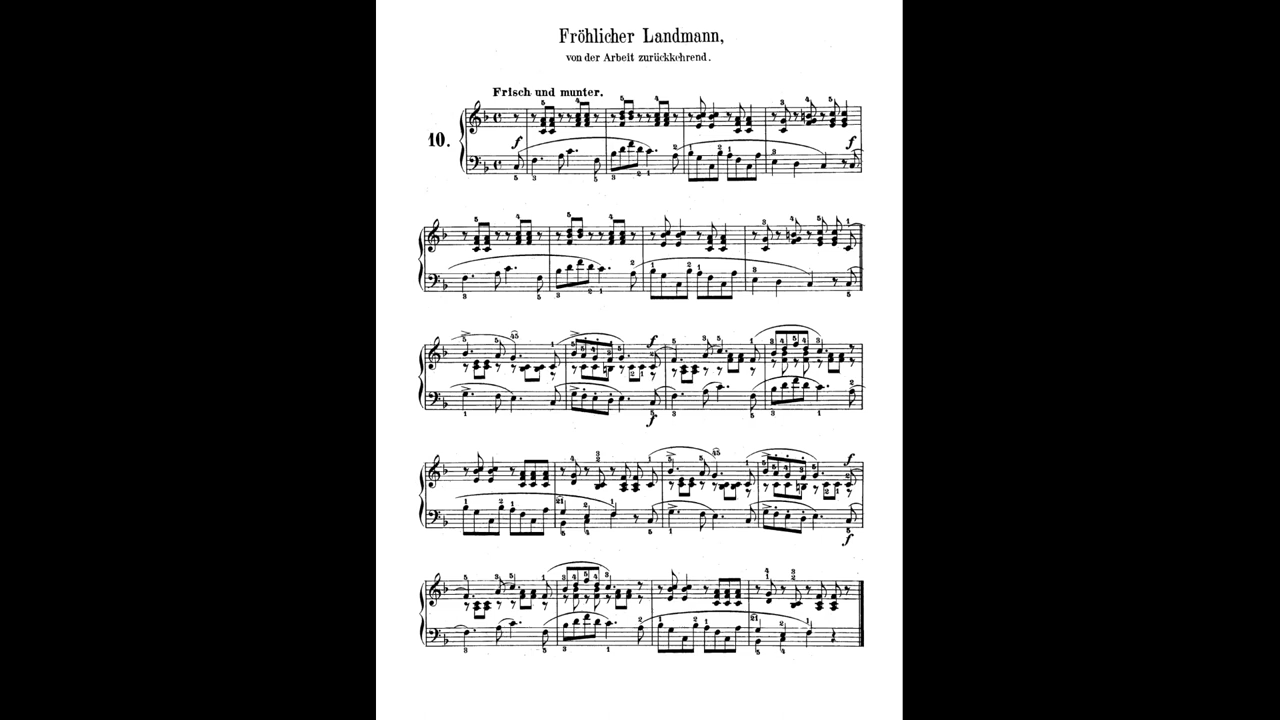 Fröhlicher Landmann,
von der Arbeit zurückkehrend.
Frisch und munter.
10.